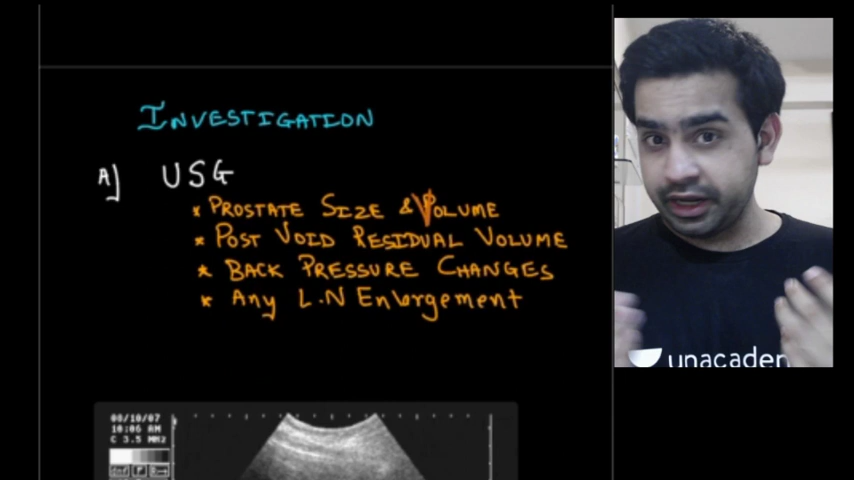 INVESTIGATION
A] USG
* PROSTATE SIZE & VOLUME
* POST VOID RESIDUAL VOLUME
* BACK PRESSURE CHANGES
* Any L.N Enlargement
08/10/07
10:06 AM
C 3.5 MHz
unacadem